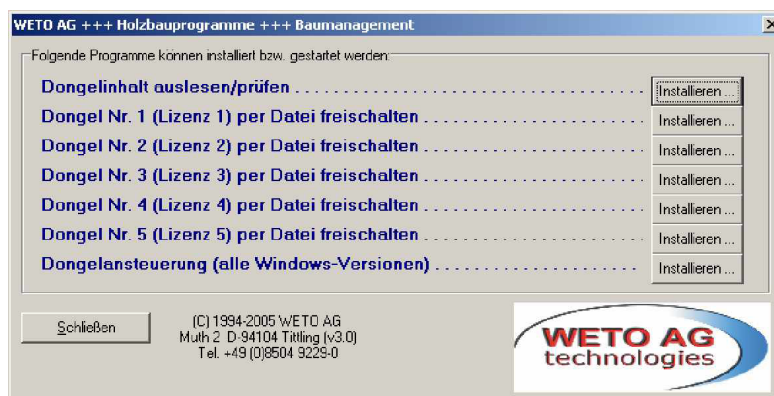 WETO AG +++ Holzbauprogramme +++ Baumanagement
Folgende Programme können installiert bzw. gestartet werden:
Dongelinhalt auslesen/prüfen . . . . . . . . . . . . . . . . . . . . . . . . . . . . . . . . . . . . . Installieren ...
Dongel Nr. 1 (Lizenz 1) per Datei freischalten . . . . . . . . . . . . . . . . . . . . . . . Installieren ...
Dongel Nr. 2 (Lizenz 2) per Datei freischalten . . . . . . . . . . . . . . . . . . . . . . . Installieren ...
Dongel Nr. 3 (Lizenz 3) per Datei freischalten . . . . . . . . . . . . . . . . . . . . . . . Installieren ...
Dongel Nr. 4 (Lizenz 4) per Datei freischalten . . . . . . . . . . . . . . . . . . . . . . . Installieren ...
Dongel Nr. 5 (Lizenz 5) per Datei freischalten . . . . . . . . . . . . . . . . . . . . . . . Installieren ...
Dongelansteuerung (alle Windows-Versionen) . . . . . . . . . . . . . . . . . . . . . Installieren ...
Schließen
(C) 1994-2005 WETO AG
Muth 2 D-94104 Tittling (v3.0)
Tel. +49 (0)8504 9229-0
WETO AG
technologies